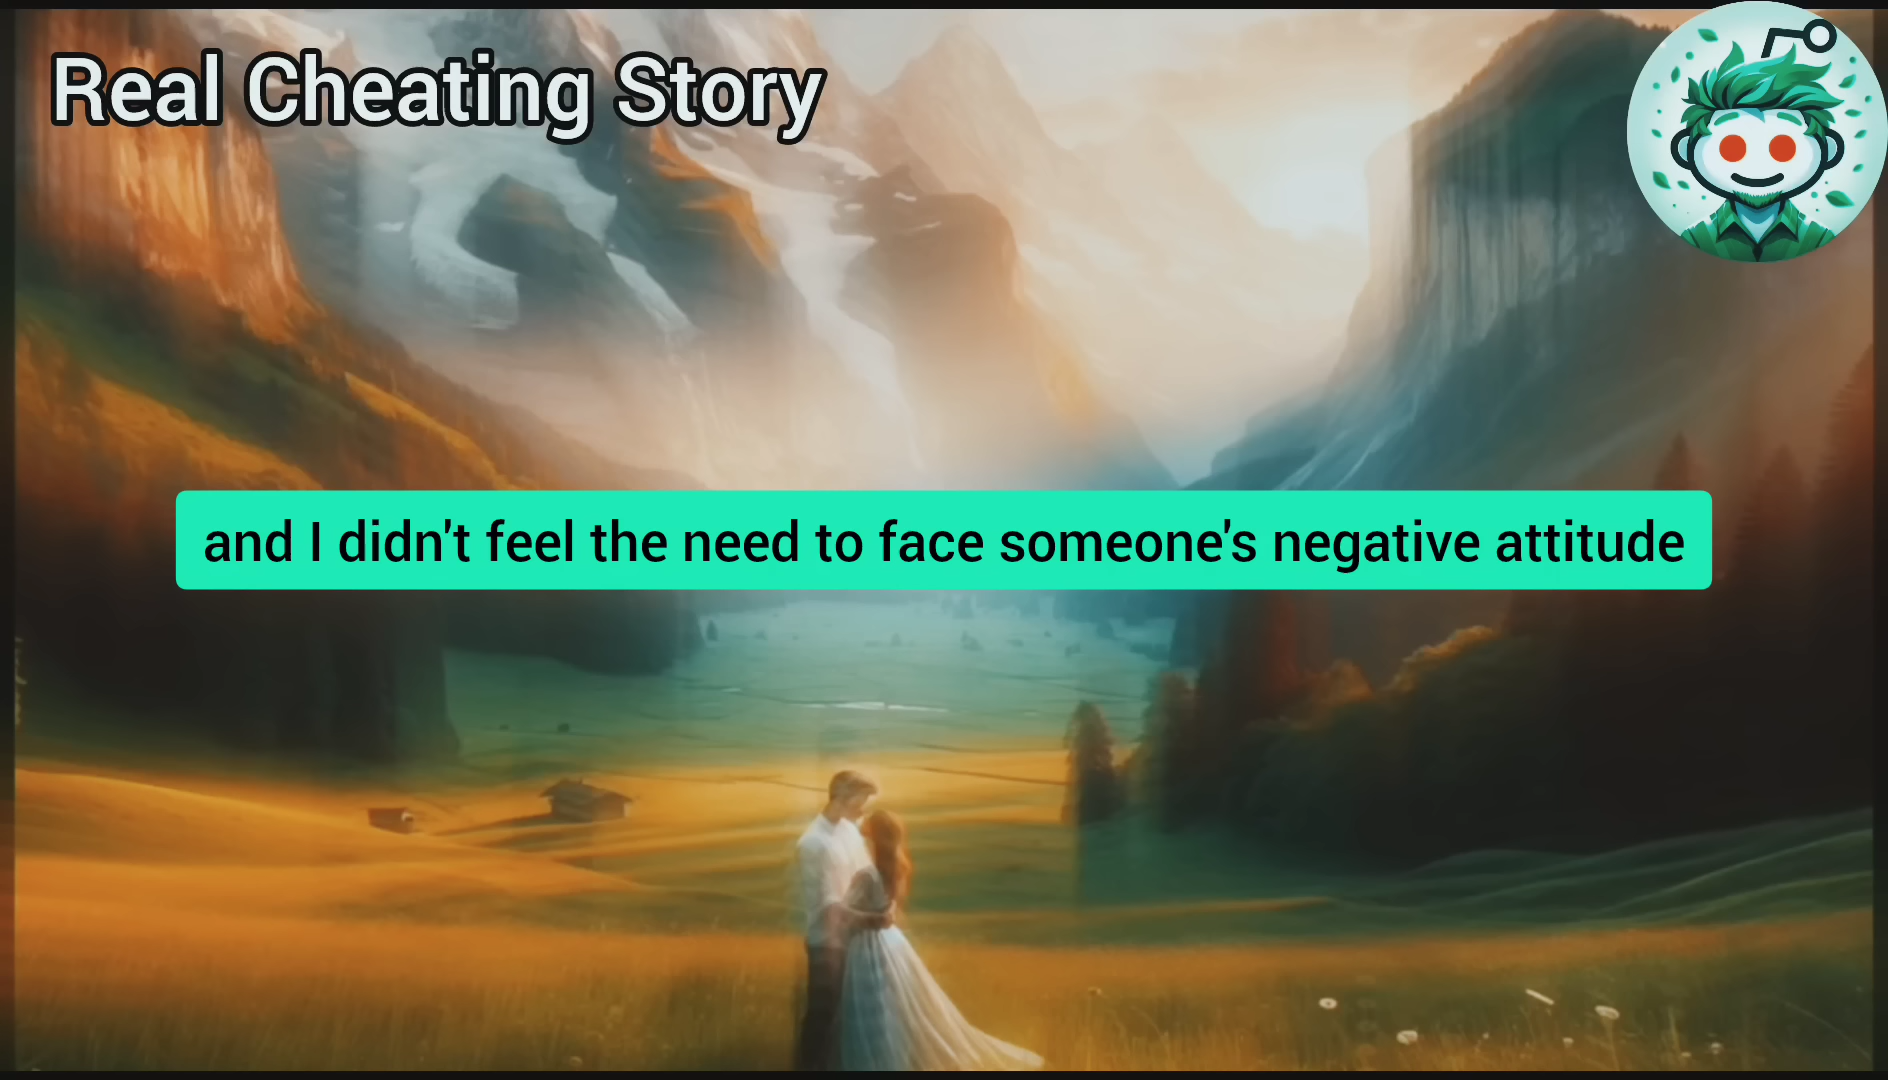 Real Cheating Story
and I didn't feel the need to face someone's negative attitude